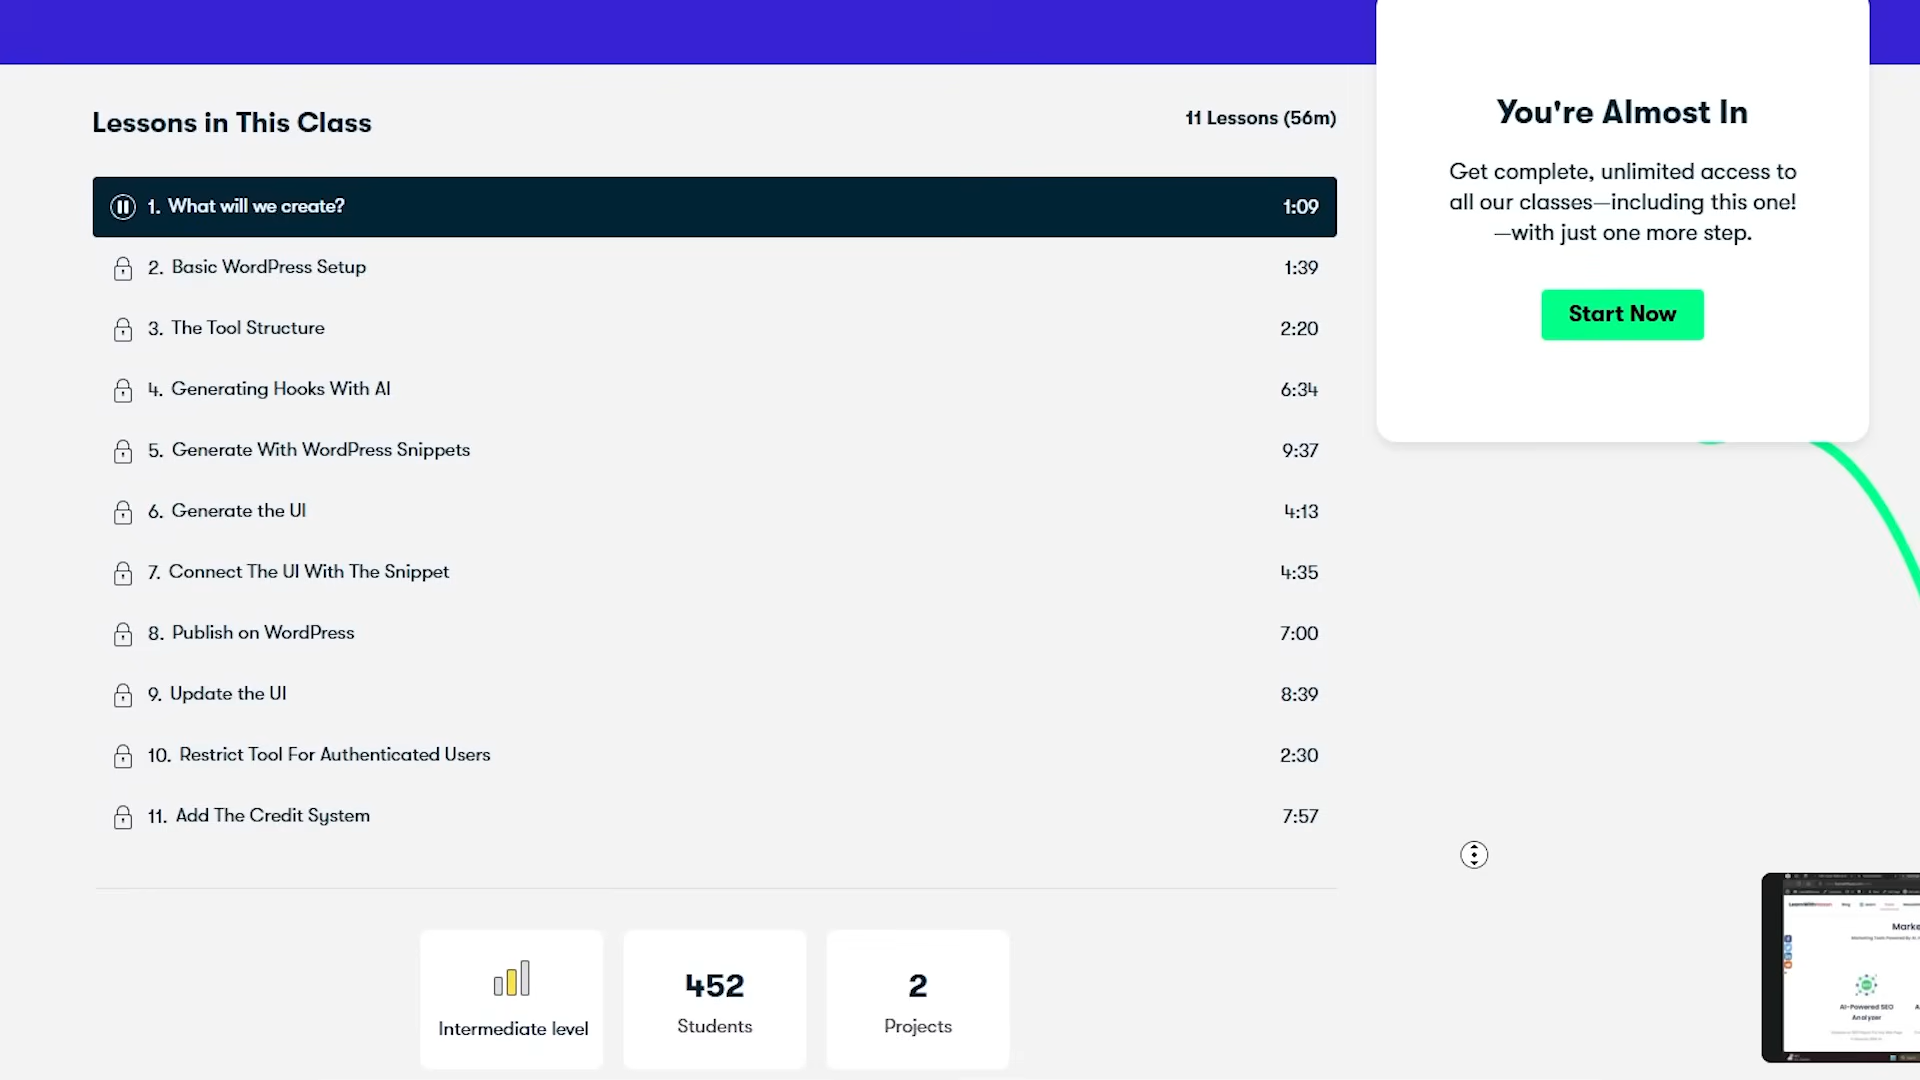 Lessons in This Class
11 Lessons (56m)
1. What will we create?
1:09
2. Basic WordPress Setup
1:39
3. The Tool Structure
2:20
4. Generating Hooks With AI
6:34
5. Generate With WordPress Snippets
9:37
6. Generate the UI
4:13
7. Connect The UI With The Snippet
4:35
8. Publish on WordPress
7:00
9. Update the UI
8:39
10. Restrict Tool For Authenticated Users
2:30
11. Add The Credit System
7:57
Intermediate level
452
Students
2
Projects
You're Almost In
Get complete, unlimited access to
all our classes—including this one!
—with just one more step.
Start Now
AI-Powered SEO
Analyzer